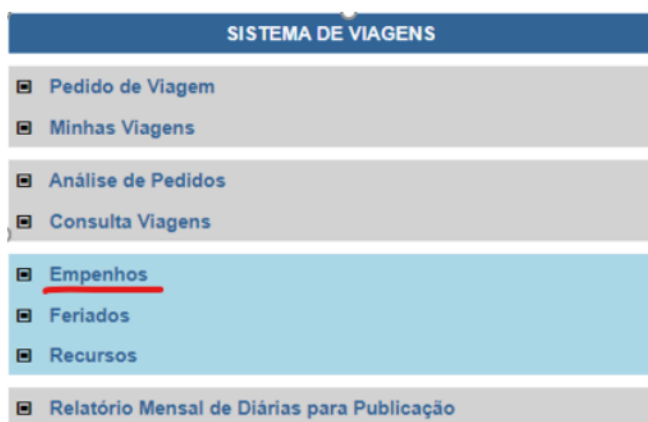 SISTEMA DE VIAGENS
Pedido de Viagem
Minhas Viagens
Análise de Pedidos
Consulta Viagens
Empenhos
Feriados
Recursos
Relatório Mensal de Diárias para Publicação